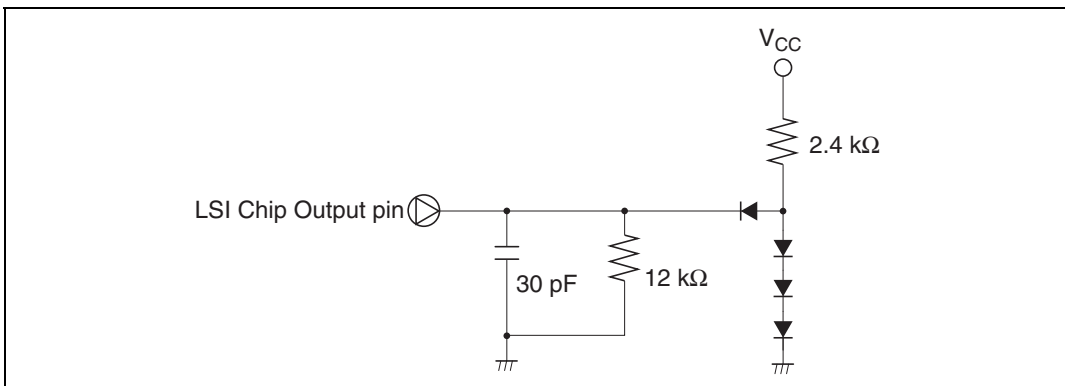 V_CC
2.4 kΩ
LSI Chip Output pin
30 pF
12 kΩ